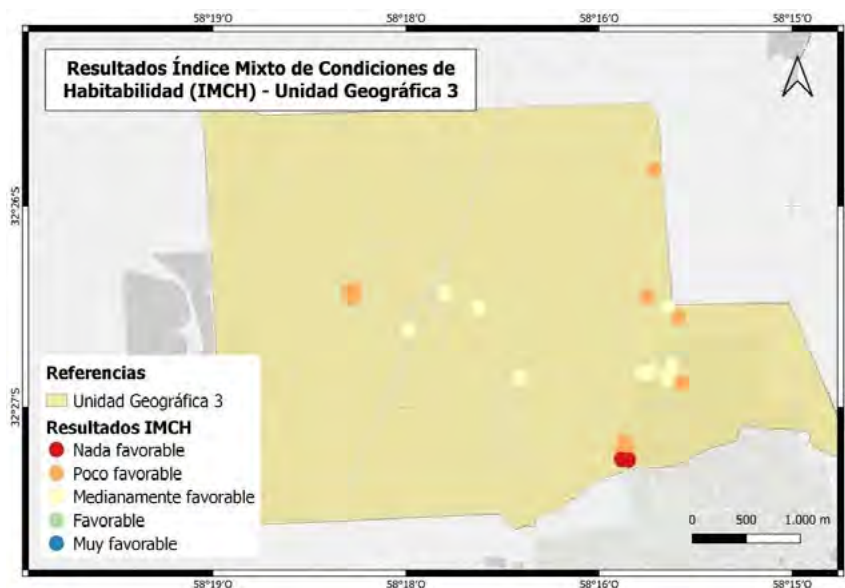 58°19'O 58°18'O 58°16'O 58°15'O
Resultados Índice Mixto de Condiciones de
Habitabilidad (IMCH) - Unidad Geográfica 3
32°26'S
32°27'S
Referencias
Unidad Geográfica 3
Resultados IMCH
Nada favorable
Poco favorable
Medianamente favorable
Favorable
Muy favorable
0 500 1.000 m
58°19'O 58°18'O 58°16'O 58°15'O